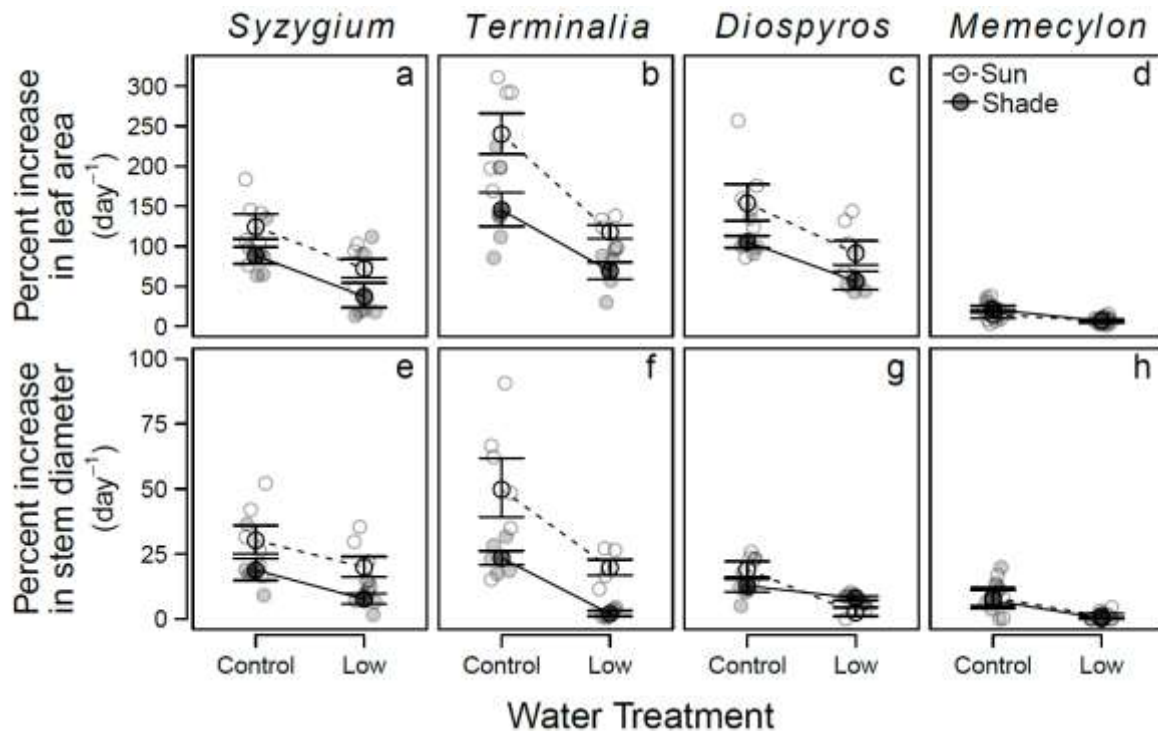 Syzygium Terminalia Diospyros Memecylon
Percent increase
in leaf area
(day⁻¹)
300
250
200
150
100
50
0
a
b
c
d
Sun
Shade
Percent increase
in stem diameter
(day⁻¹)
100
75
50
25
0
e
f
g
h
Control Low Control Low Control Low Control Low
Water Treatment